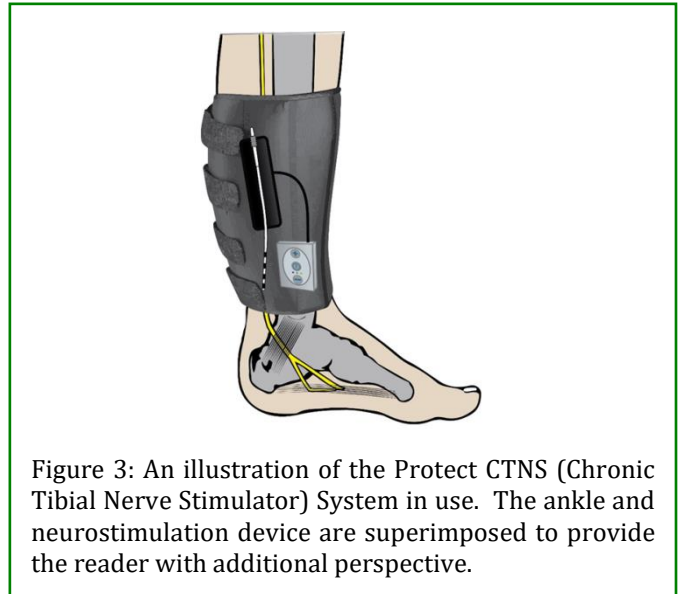 Figure 3: An illustration of the Protect CTNS (Chronic
Tibial Nerve Stimulator) System in use. The ankle and
neurostimulation device are superimposed to provide
the reader with additional perspective.